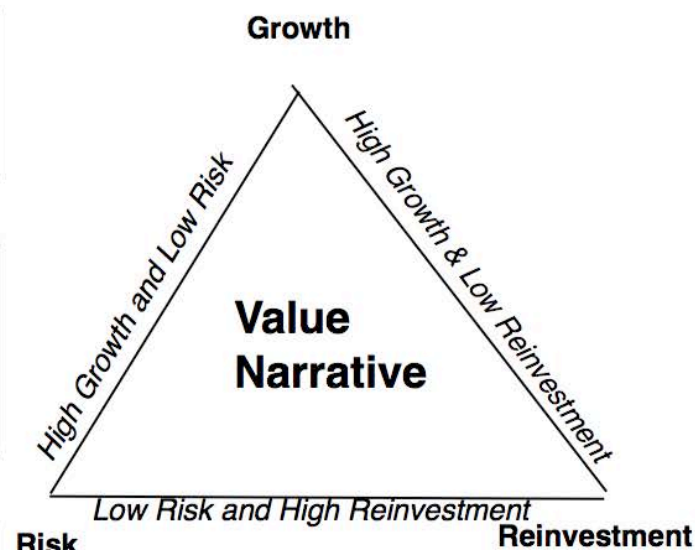 Growth
High Growth and Low Risk
High Growth & Low Reinvestment
Value
Narrative
Low Risk and High Reinvestment
Risk
Reinvestment